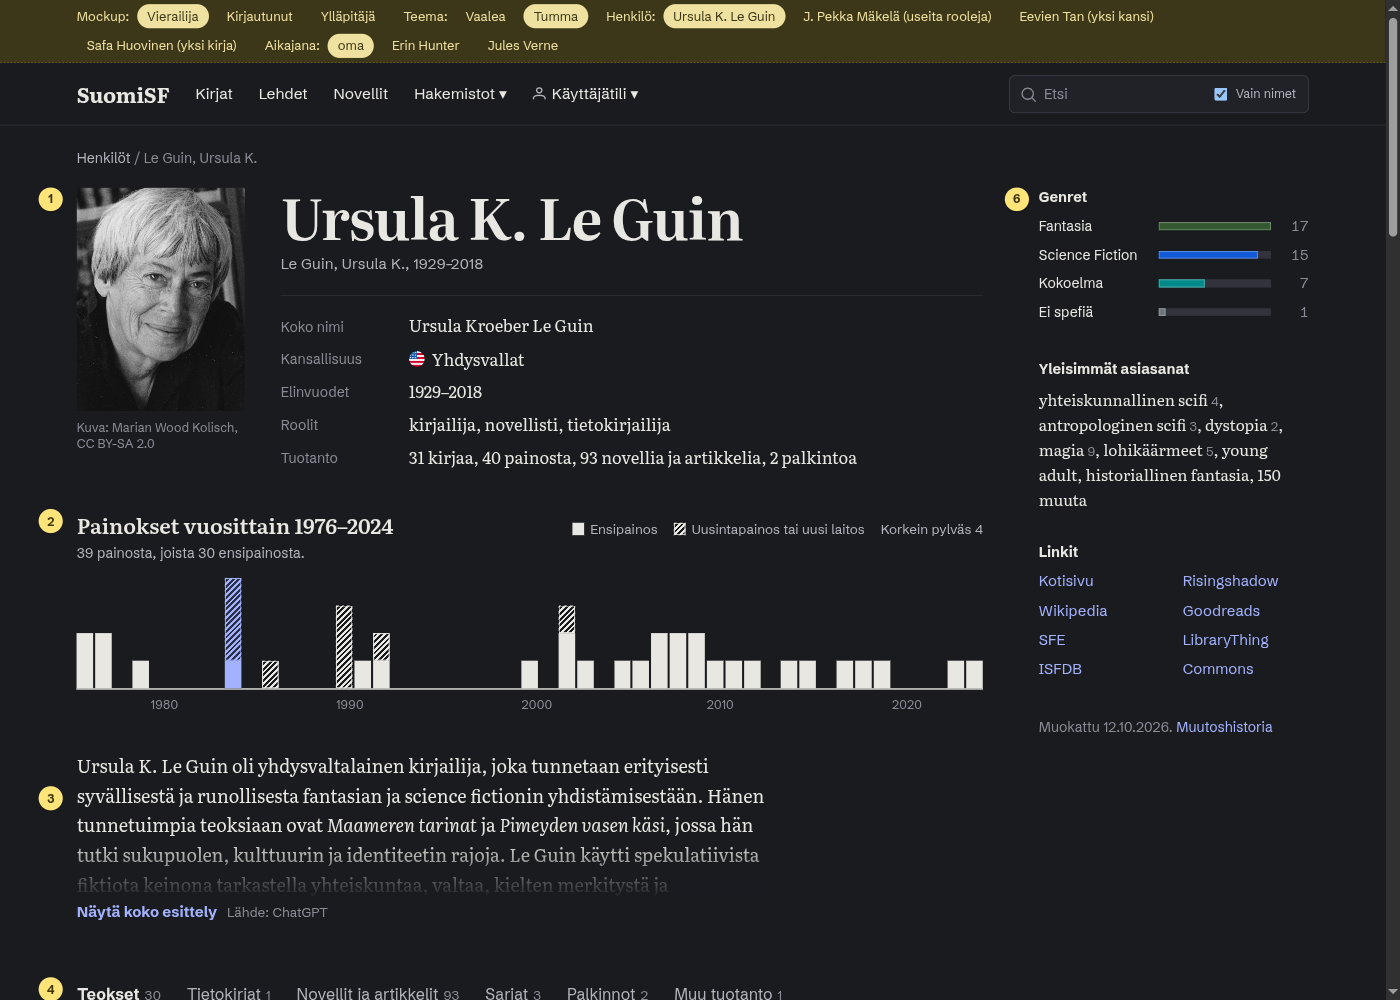 Mockup: Vierailija Kirjautunut Ylläpitäjä Teema: Vaalea Tumma Henkilö: Ursula K. Le Guin J. Pekka Mäkelä (useita rooleja) Eevien Tan (yksi kansi)
Safa Huovinen (yksi kirja) Aikajana: oma Erin Hunter Jules Verne
SuomiSF Kirjat Lehdet Novellit Hakemistot ▾ Käyttäjätili ▾ Etsi Vain nimet
Henkilöt / Le Guin, Ursula K.
1
Ursula K. Le Guin
Le Guin, Ursula K., 1929–2018
Koko nimi Ursula Kroeber Le Guin
Kansallisuus Yhdysvallat
Elinvuodet 1929–2018
Roolit kirjailija, novellisti, tietokirjailija
Tuotanto 31 kirjaa, 40 painosta, 93 novellia ja artikkelia, 2 palkintoa
Kuva: Marian Wood Kolisch,
CC BY-SA 2.0
2 Painokset vuosittain 1976–2024
Ensipainos Uusintapainos tai uusi laitos Korkein pylväs 4
39 painosta, joista 30 ensipainosta.
1980 1990 2000 2010 2020
3
Ursula K. Le Guin oli yhdysvaltalainen kirjailija, joka tunnetaan erityisesti
syvällisestä ja runollisesta fantasian ja science fictionin yhdistämisestään. Hänen
tunnetuimpia teoksiaan ovat Maameren tarinat ja Pimeyden vasen käsi, jossa hän
tutki sukupuolen, kulttuurin ja identiteetin rajoja. Le Guin käytti spekulatiivista
fiktiota keinona tarkastella yhteiskuntaa, valtaa, kielten merkitystä ja
Näytä koko esittely Lähde: ChatGPT
4 Teokset 30 Tietokirjat 1 Novellit ja artikkelit 93 Sarjat 3 Palkinnot 2 Muu tuotanto 1
6 Genret
Fantasia 17
Science Fiction 15
Kokoelma 7
Ei spefiä 1
Yleisimmät asiasanat
yhteiskunnallinen scifi 4,
antropologinen scifi 3, dystopia 2,
magia 9, lohikäärmeet 5, young
adult, historiallinen fantasia, 150
muuta
Linkit
Kotisivu Risingshadow
Wikipedia Goodreads
SFE LibraryThing
ISFDB Commons
Muokattu 12.10.2026. Muutoshistoria